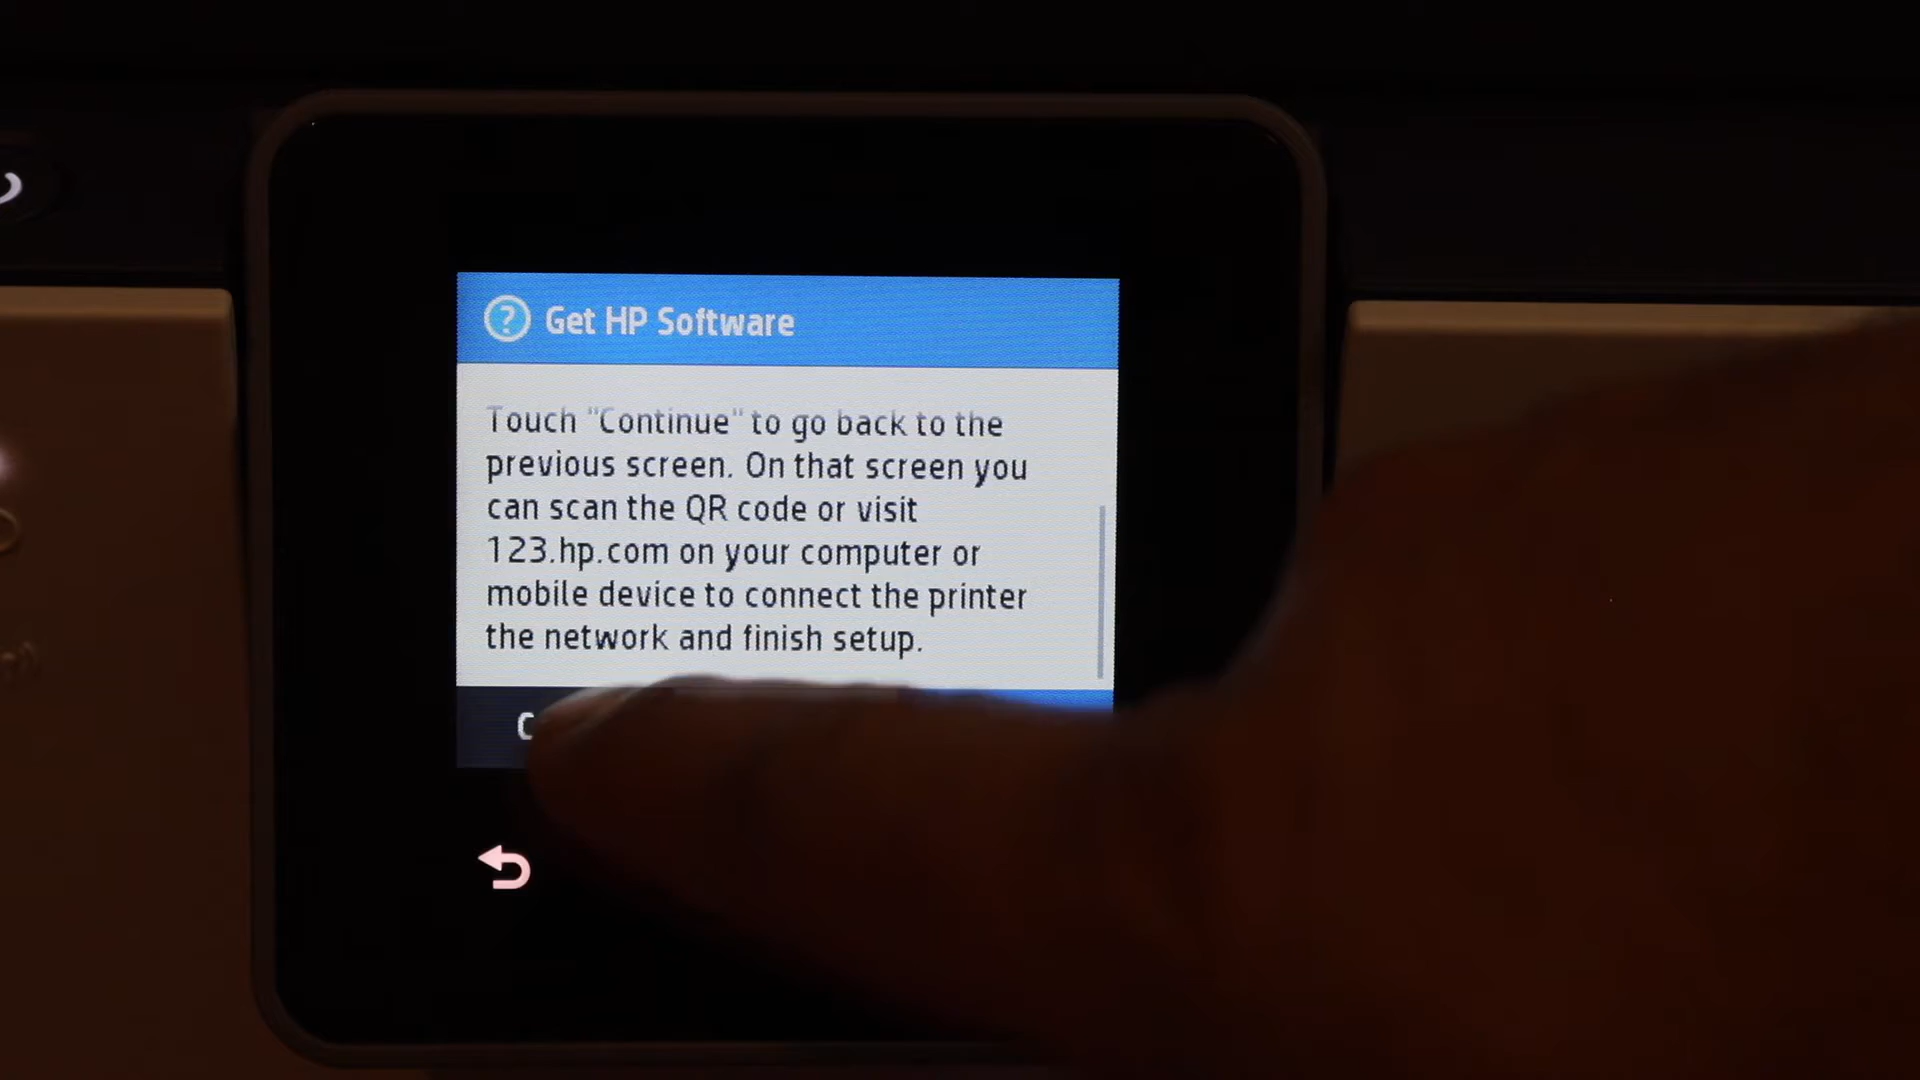 Get HP Software
Touch "Continue" to go back to the
previous screen. On that screen you
can scan the QR code or visit
123.hp.com on your computer or
mobile device to connect the printer
the network and finish setup.